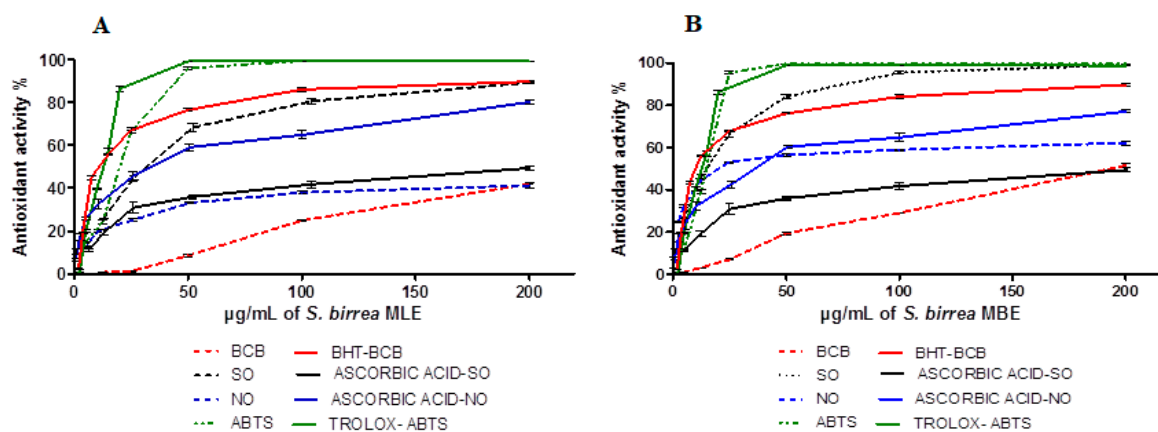 A
Antioxidant activity %
100
80
60
40
20
0
0 50 100 150 200
µg/mL of S. birrea MLE
BCB BHT-BCB
SO ASCORBIC ACID-SO
NO ASCORBIC ACID-NO
ABTS TROLOX- ABTS
B
Antioxidant activity %
100
80
60
40
20
0
0 50 100 150 200
µg/mL of S. birrea MBE
BCB BHT-BCB
SO ASCORBIC ACID-SO
NO ASCORBIC ACID-NO
ABTS TROLOX- ABTS